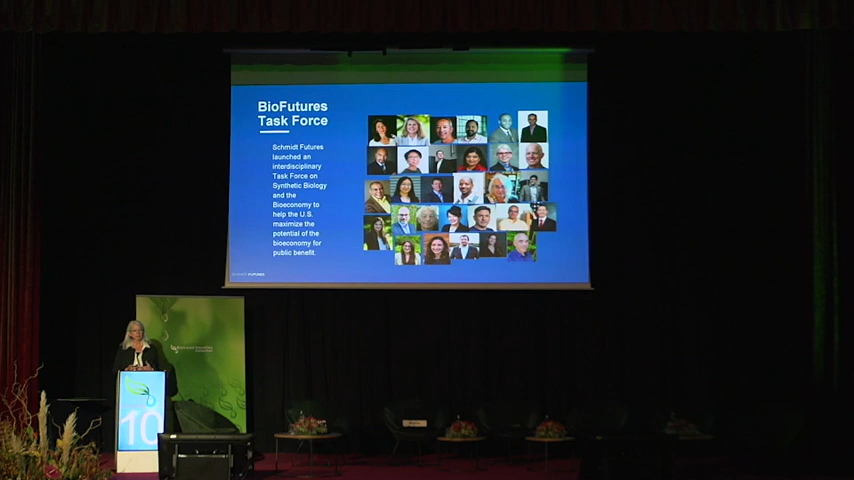 BioFutures
Task Force
Schmidt Futures
launched an
interdisciplinary
Task Force on
Synthetic Biology
and the
Bioeconomy to
help the U.S.
maximize the
potential of the
bioeconomy for
public benefit.
FUTURES
10